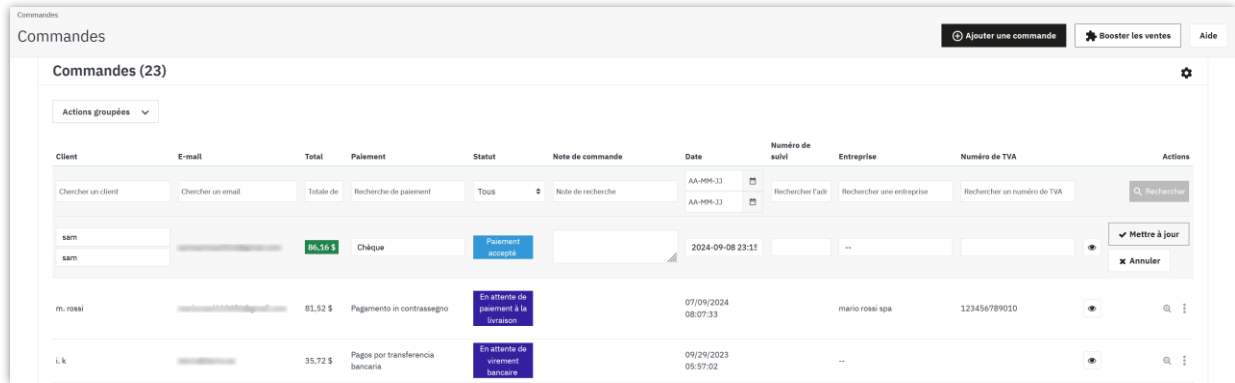 Commandes
Commandes
Ajouter une commande
Booster les ventes
Aide
Commandes (23)
Actions groupées
Client E-mail Total Paiement Statut Note de commande Date Numéro de suivi Entreprise Numéro de TVA Actions
Chercher un client Chercher un email Totale de Recherche de paiement Tous Note de recherche AA-MM-JJ Rechercher l'adr Rechercher une entreprise Rechercher un numéro de TVA Rechercher
AA-MM-JJ
sam 86,16 $ Chèque Paiement accepté 2024-09-08 23:15 -- Mettre à jour
sam Annuler
m. rossi 81,52 $ Pagamento in contrassegno En attente de paiement à la livraison 07/09/2024 08:07:33 mario rossi spa 123456789010
i. k 35,72 $ Pagos por transferencia bancaria En attente de virement bancaire 09/29/2023 05:57:02 --